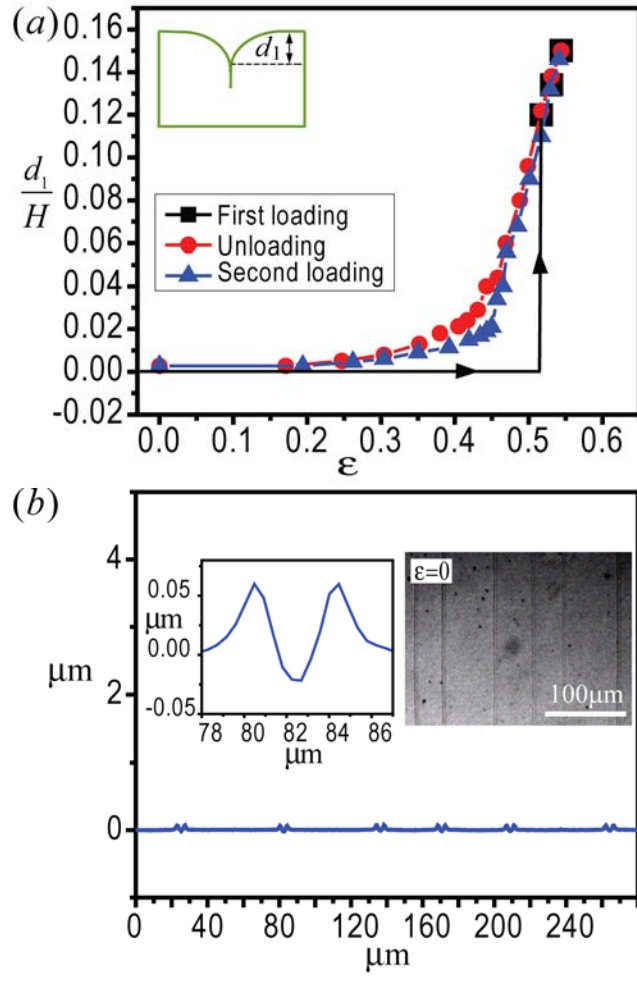 (a)
d₁
0.16
0.14
0.12
0.10
0.08
0.06
0.04
0.02
0.00
-0.02
d₁
H
First loading
Unloading
Second loading
0.0 0.1 0.2 0.3 0.4 0.5 0.6
ε
(b)
4
2
0
μm
0.05
μm
0.00
-0.05
78 80 82 84 86
μm
ε=0
100μm
0 40 80 120 160 200 240
μm